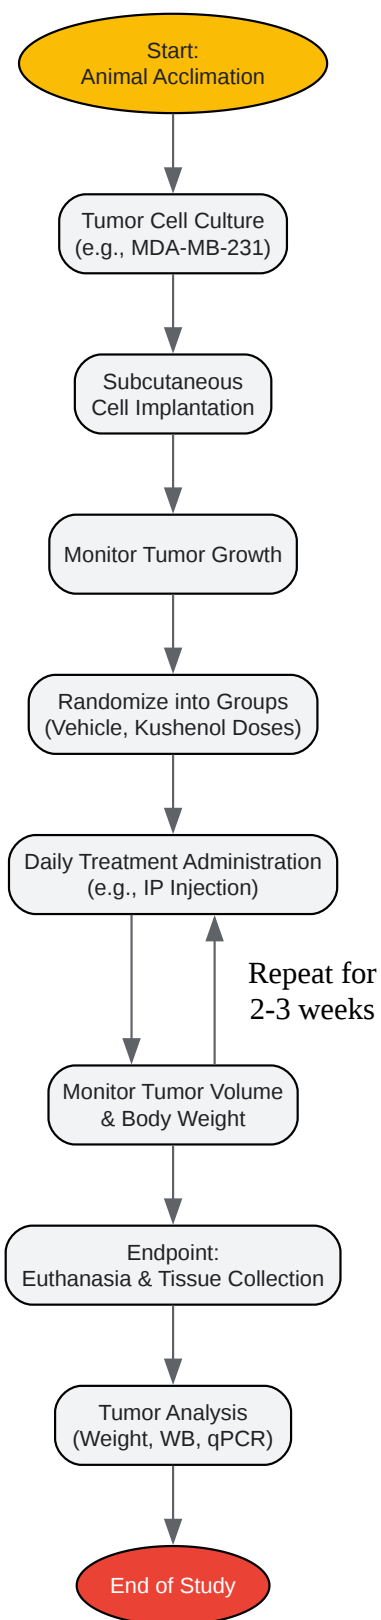 Start:
Animal Acclimation
Tumor Cell Culture
(e.g., MDA-MB-231)
Subcutaneous
Cell Implantation
Monitor Tumor Growth
Randomize into Groups
(Vehicle, Kushenol Doses)
Daily Treatment Administration
(e.g., IP Injection)
Repeat for
2-3 weeks
Monitor Tumor Volume
& Body Weight
Endpoint:
Euthanasia & Tissue Collection
Tumor Analysis
(Weight, WB, qPCR)
End of Study